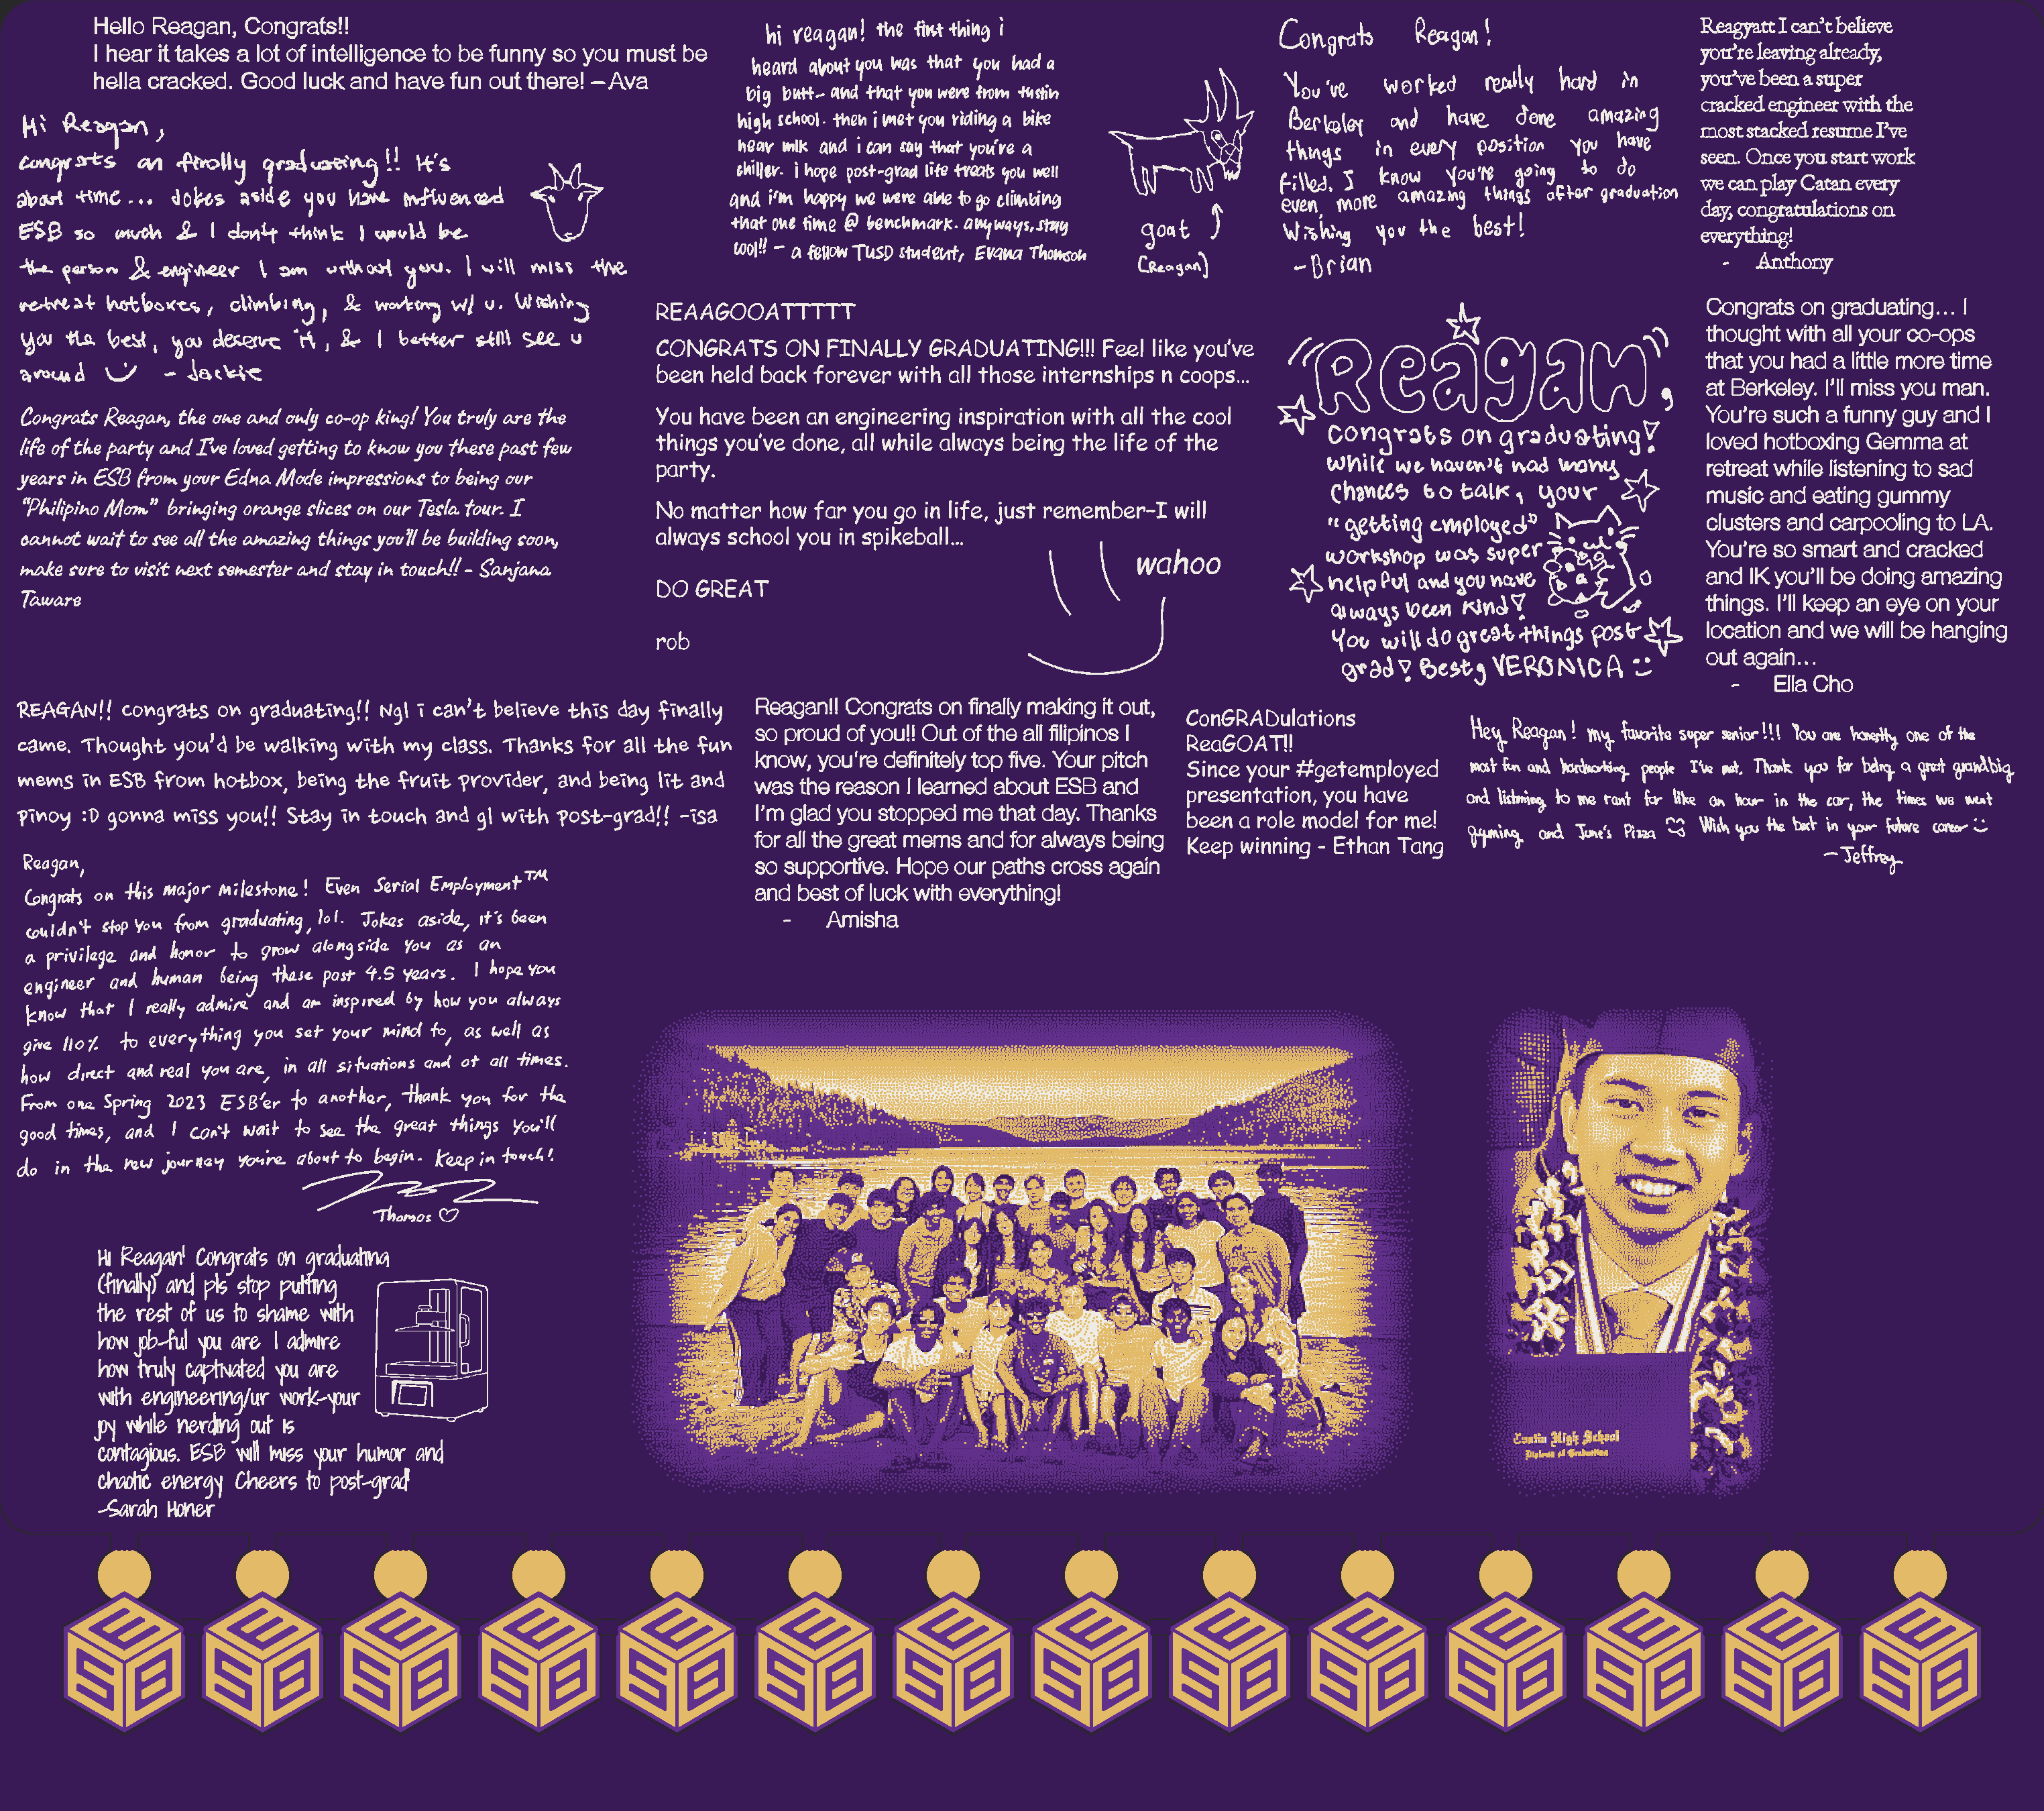 Hello Reagan, Congrats!!
I hear it takes a lot of intelligence to be funny so you must be
hella cracked. Good luck and have fun out there! – Ava
Hi Reagan,
congrats on finally graduating!! It's
about time... Jokes aside you have influenced
ESB so much & I don't think I would be
the person & engineer I am without you. I will miss the
retreat hotboxes, climbing, & working w/ u. Wishing
you the best, you deserve it, & I better still see u
around - Jackie
hi reagan! the first thing i
heard about you was that you had a
big butt- and that you were from tustin
high school. then i met you riding a bike
near mlk and i can say that you're a
chiller. i hope post-grad life treats you well
and i'm happy we were able to go climbing
that one time @ benchmark. anyways, stay
cool!! - a fellow TUSD student, Evana Thomson
goat
(Reagan)
Congrats Reagan!
You've worked really hard in
Berkeley and have done amazing
things in every position you have
filled. I know you're going to do
even more amazing things after graduation
Wishing you the best!
-Brian
Reagyatt I can't believe
you're leaving already,
you've been a super
cracked engineer with the
most stacked resume I've
seen. Once you start work
we can play Catan every
day, congratulations on
everything!
- Anthony
Congrats Reagan, the one and only co-op king! You truly are the
life of the party and I've loved getting to know you these past few
years in ESB from your Edna Mode impressions to being our
"Philipino Mom" bringing orange slices on our Tesla tour. I
cannot wait to see all the amazing things you'll be building soon,
make sure to visit next semester and stay in touch!! - Sanjana
Taware
REAAGOOATTTTT
CONGRATS ON FINALLY GRADUATING!!! Feel like you've
been held back forever with all those internships n coops...
You have been an engineering inspiration with all the cool
things you've done, all while always being the life of the
party.
No matter how far you go in life, just remember-I will
always school you in spikeball...
wahoo
DO GREAT
rob
"Reagan",
congrats on graduating!
while we haven't had many
chances to talk, your
"getting employed"
workshop was super
helpful and you have
always been kind!
You will do great things post
grad! Best, VERONICA :)
Congrats on graduating... I
thought with all your co-ops
that you had a little more time
at Berkeley. I'll miss you man.
You're such a funny guy and I
loved hotboxing Gemma at
retreat while listening to sad
music and eating gummy
clusters and carpooling to LA.
You're so smart and cracked
and IK you'll be doing amazing
things. I'll keep an eye on your
location and we will be hanging
out again...
- Ella Cho
REAGAN!! congrats on graduating!! Ngl i can't believe this day finally
came. Thought you'd be walking with my class. Thanks for all the fun
mems in ESB from hotbox, being the fruit provider, and being lit and
pinoy :D gonna miss you!! Stay in touch and gl with post-grad!! -isa
Reagan!! Congrats on finally making it out,
so proud of you!! Out of the all filipinos I
know, you're definitely top five. Your pitch
was the reason I learned about ESB and
I'm glad you stopped me that day. Thanks
for all the great mems and for always being
so supportive. Hope our paths cross again
and best of luck with everything!
- Amisha
ConGRADulations
ReaGOAT!!
Since your #getemployed
presentation, you have
been a role model for me!
Keep winning - Ethan Tang
Hey Reagan! my favorite super senior!!! You are honestly one of the
most fun and hardworking people I've met. Thank you for being a great grandbig
and listening to me rant for like an hour in the car, the times we went
gyming and June's Pizza Wish you the best in your future career :)
-Jeffrey
Reagan,
Congrats on this major milestone! Even Serial Employment™
couldn't stop you from graduating, lol. Jokes aside, it's been
a privilege and honor to grow alongside you as an
engineer and human being these past 4.5 years. I hope you
know that I really admire and am inspired by how you always
give 110% to everything you set your mind to, as well as
how direct and real you are, in all situations and at all times.
From one Spring 2023 ESB'er to another, thank you for the
good times, and I can't wait to see the great things you'll
do in the new journey you're about to begin. Keep in touch!
Thomas ♡
Hi Reagan! Congrats on graduating
(finally) and pls stop putting
the rest of us to shame with
how job-ful you are I admire
how truly captivated you are
with engineering/ur work-your
joy while nerding out is
contagious. ESB will miss your humor and
chaotic energy Cheers to post-grad!
-Sarah Honer
Tustin High School
Diploma of Graduation
ESB
ESB
ESB
ESB
ESB
ESB
ESB
ESB
ESB
ESB
ESB
ESB
ESB
ESB